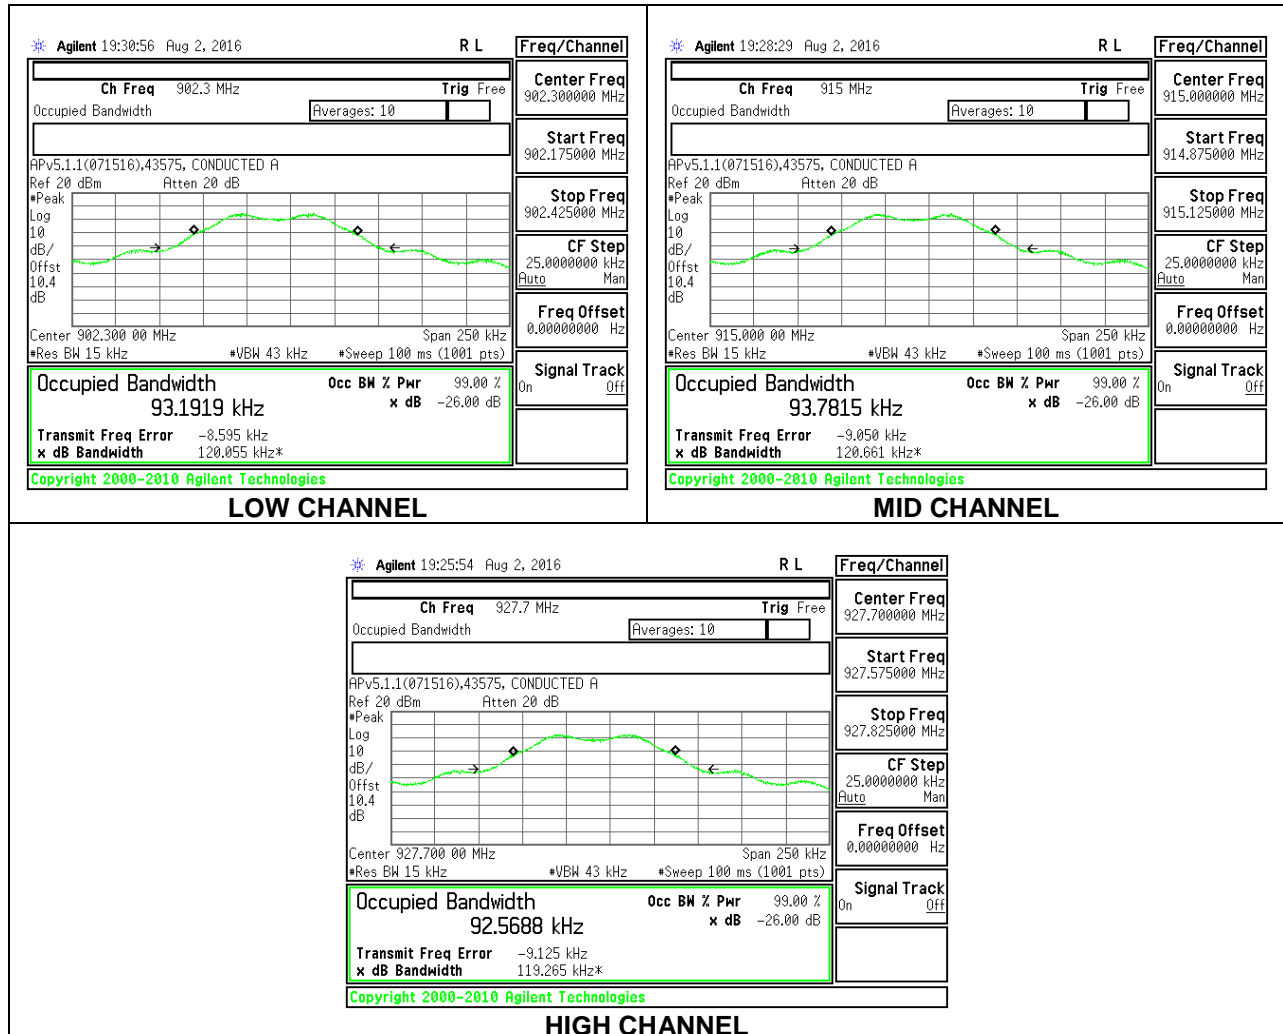 Agilent 19:30:56 Aug 2, 2016 R L Freq/Channel
Ch Freq 902.3 MHz Trig Free
Occupied Bandwidth Averages: 10
Center Freq
902.300000 MHz
Start Freq
902.175000 MHz
Stop Freq
902.425000 MHz
CF Step
25.0000000 kHz
Auto Man
Freq Offset
0.00000000 Hz
Signal Track
On Off
APv5.1.1(071516),43575, CONDUCTED A
Ref 20 dBm Atten 20 dB
#Peak
Log
10
dB/
Offst
10.4
dB
Center 902.300 00 MHz Span 250 kHz
#Res BW 15 kHz #VBW 43 kHz #Sweep 100 ms (1001 pts)
Occupied Bandwidth Occ BW % Pwr 99.00 %
93.1919 kHz x dB -26.00 dB
Transmit Freq Error -8.595 kHz
x dB Bandwidth 120.055 kHz*
Copyright 2000-2010 Agilent Technologies
LOW CHANNEL
Agilent 19:28:29 Aug 2, 2016 R L Freq/Channel
Ch Freq 915 MHz Trig Free
Occupied Bandwidth Averages: 10
Center Freq
915.000000 MHz
Start Freq
914.875000 MHz
Stop Freq
915.125000 MHz
CF Step
25.0000000 kHz
Auto Man
Freq Offset
0.00000000 Hz
Signal Track
On Off
APv5.1.1(071516),43575, CONDUCTED A
Ref 20 dBm Atten 20 dB
#Peak
Log
10
dB/
Offst
10.4
dB
Center 915.000 00 MHz Span 250 kHz
#Res BW 15 kHz #VBW 43 kHz #Sweep 100 ms (1001 pts)
Occupied Bandwidth Occ BW % Pwr 99.00 %
93.7815 kHz x dB -26.00 dB
Transmit Freq Error -9.050 kHz
x dB Bandwidth 120.661 kHz*
Copyright 2000-2010 Agilent Technologies
MID CHANNEL
Agilent 19:25:54 Aug 2, 2016 R L Freq/Channel
Ch Freq 927.7 MHz Trig Free
Occupied Bandwidth Averages: 10
Center Freq
927.700000 MHz
Start Freq
927.575000 MHz
Stop Freq
927.825000 MHz
CF Step
25.0000000 kHz
Auto Man
Freq Offset
0.00000000 Hz
Signal Track
On Off
APv5.1.1(071516),43575, CONDUCTED A
Ref 20 dBm Atten 20 dB
#Peak
Log
10
dB/
Offst
10.4
dB
Center 927.700 00 MHz Span 250 kHz
#Res BW 15 kHz #VBW 43 kHz #Sweep 100 ms (1001 pts)
Occupied Bandwidth Occ BW % Pwr 99.00 %
92.5688 kHz x dB -26.00 dB
Transmit Freq Error -9.125 kHz
x dB Bandwidth 119.265 kHz*
Copyright 2000-2010 Agilent Technologies
HIGH CHANNEL